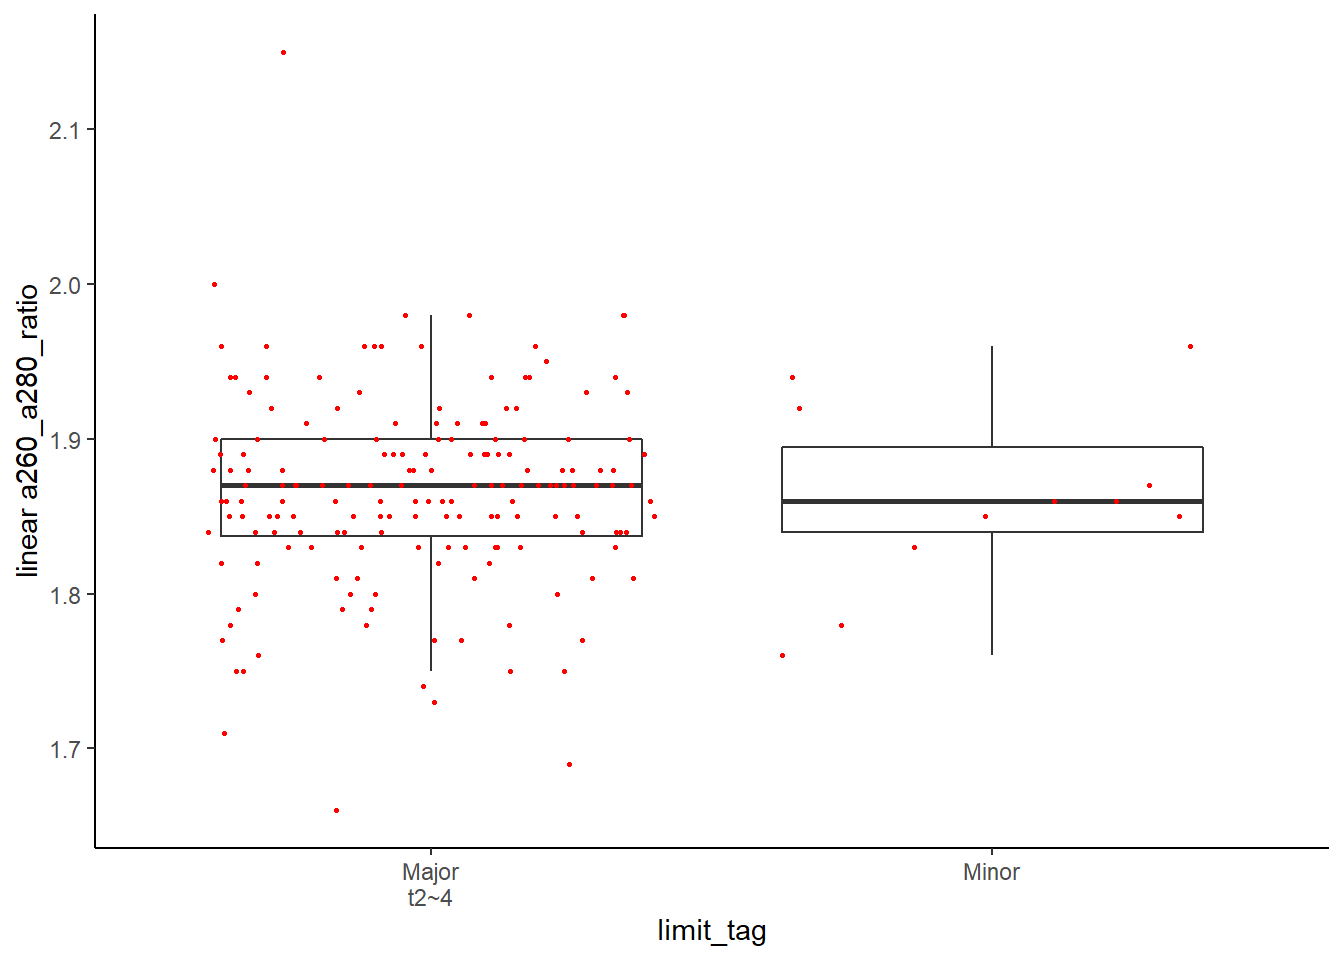 linear a260_a280_ratio
2.1
2.0
1.9
1.8
1.7
Major
t2~4
Minor
limit_tag